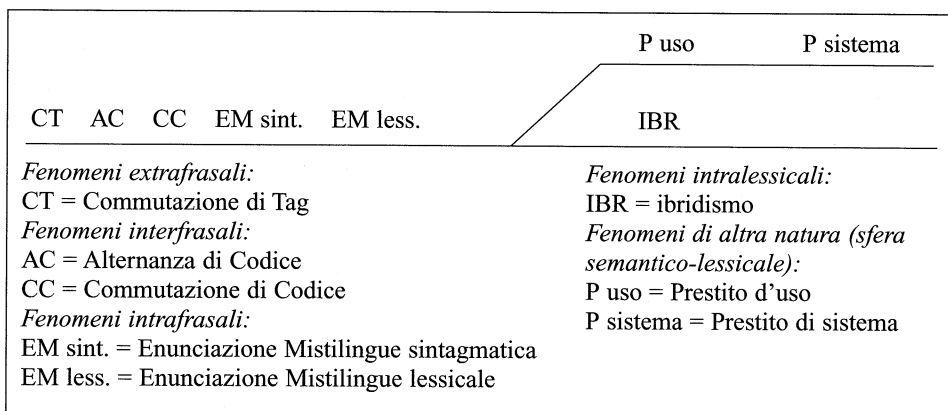 P uso P sistema
CT AC CC EM sint. EM less. IBR
Fenomeni extrafrasali:
CT = Commutazione di Tag
Fenomeni interfrasali:
AC = Alternanza di Codice
CC = Commutazione di Codice
Fenomeni intrafrasali:
EM sint. = Enunciazione Mistilingue sintagmatica
EM less. = Enunciazione Mistilingue lessicale
Fenomeni intralessicali:
IBR = ibridismo
Fenomeni di altra natura (sfera
semantico-lessicale):
P uso = Prestito d'uso
P sistema = Prestito di sistema